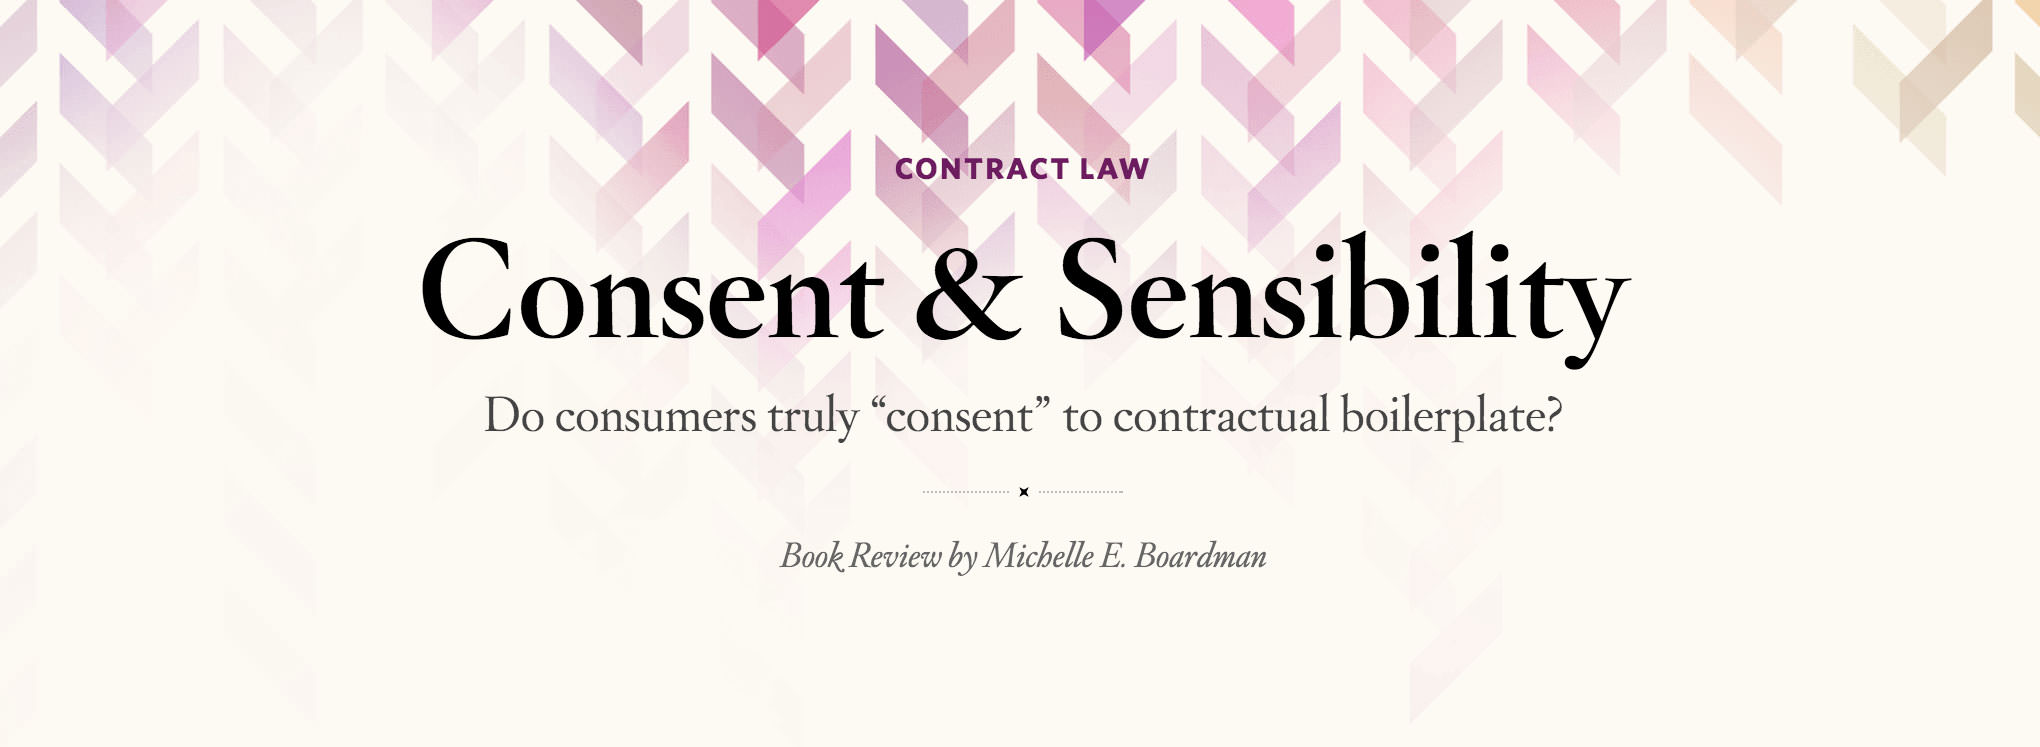 CONTRACT LAW
Consent & Sensibility
Do consumers truly “consent” to contractual boilerplate?
Book Review by Michelle E. Boardman